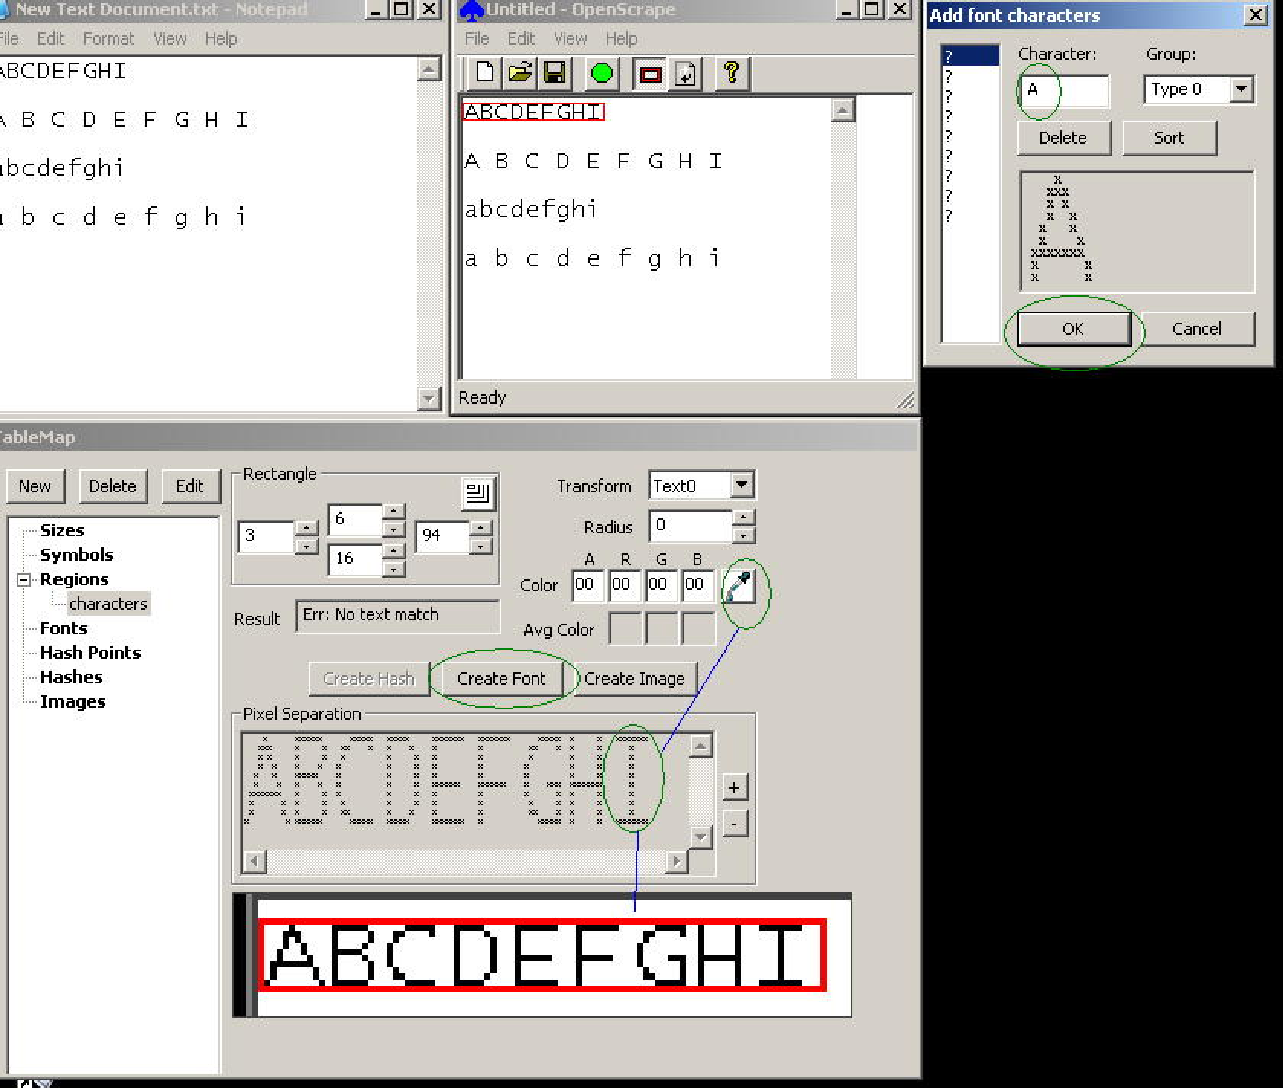 New Text Document.txt - Notepad
File Edit Format View Help
ABCDEFGHI
A B C D E F G H I
abcdefghi
a b c d e f g h i
Untitled - OpenScrape
File Edit View Help
ABCDEFGHI
A B C D E F G H I
abcdefghi
a b c d e f g h i
Ready
Add font characters
?
?
?
?
?
?
?
?
?
Character:
Group:
A
Type 0
Delete
Sort
OK
Cancel
TableMap
New
Delete
Edit
Sizes
Symbols
Regions
characters
Fonts
Hash Points
Hashes
Images
Rectangle
3
6
16
94
Result
Err: No text match
Transform
Text0
Radius
0
A R G B
Color
00 00 00 00
Avg Color
Create Hash
Create Font
Create Image
Pixel Separation
ABCDEFGHI
+
-
ABCDEFGHI